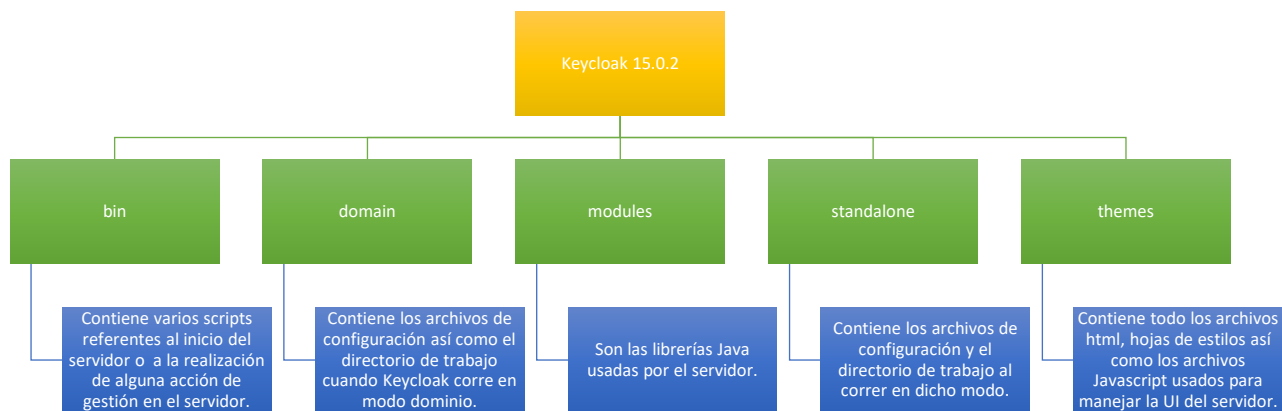 Keycloak 15.0.2
bin
domain
modules
standalone
themes
Contiene varios scripts
referentes al inicio del
servidor o  a la realización
de alguna acción de
gestión en el servidor.
Contiene los archivos de
configuración así como el
directorio de trabajo
cuando Keycloak corre en
modo dominio.
Son las librerías Java
usadas por el servidor.
Contiene los archivos de
configuración y el
directorio de trabajo al
correr en dicho modo.
Contiene todo los archivos
html, hojas de estilos así
como los archivos
Javascript usados para
manejar la UI del servidor.